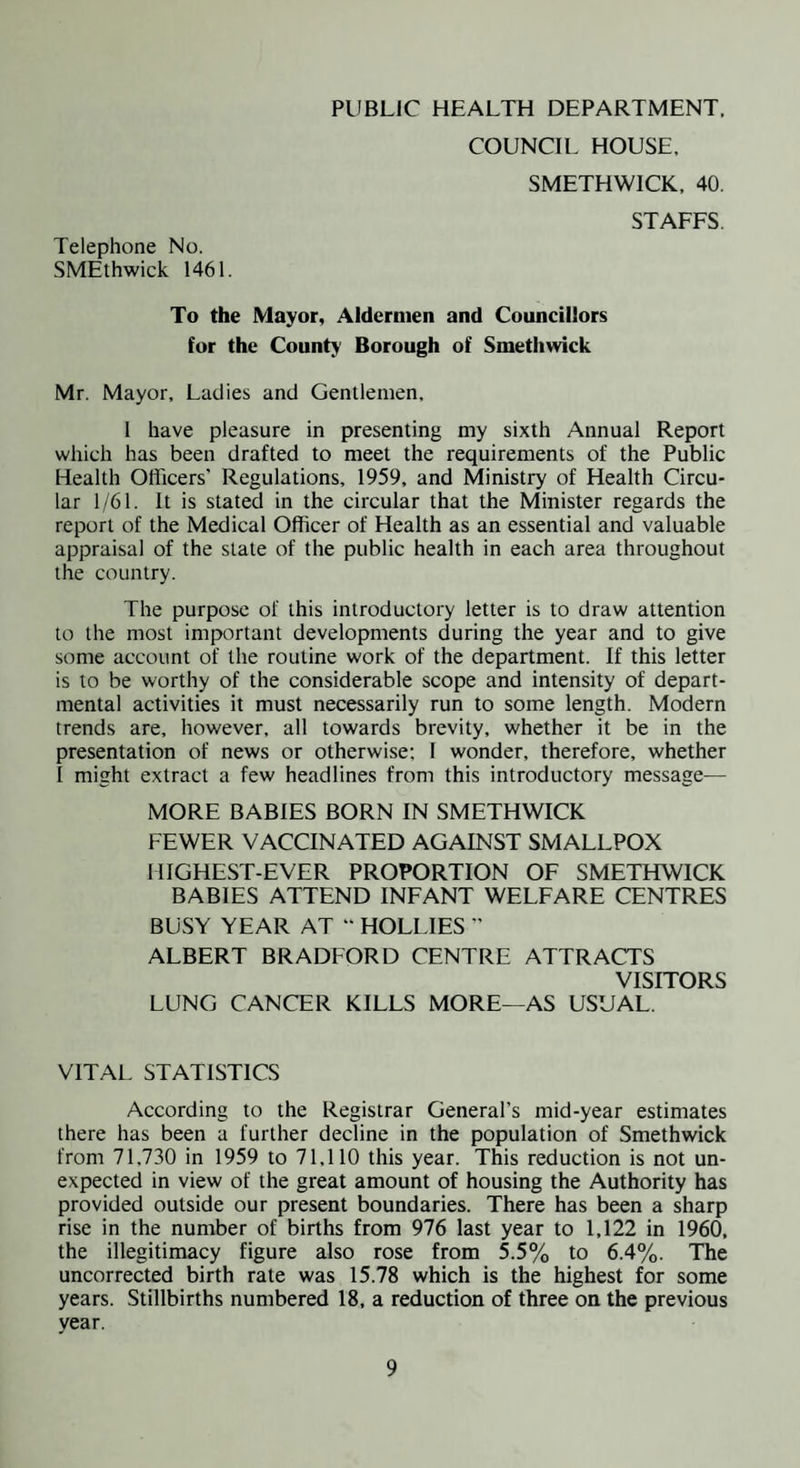 PUBLIC HEALTH DEPARTMENT,
COUNCIL HOUSE,
SMETHWICK, 40.
STAFFS.
Telephone No.
SMEthwick 1461.
To the Mayor, Aldermen and Councillors
for the County Borough of Smethwick
Mr. Mayor, Ladies and Gentlemen,
I have pleasure in presenting my sixth Annual Report
which has been drafted to meet the requirements of the Public
Health Officers' Regulations, 1959, and Ministry of Health Circu-
lar 1/61. It is stated in the circular that the Minister regards the
report of the Medical Officer of Health as an essential and valuable
appraisal of the state of the public health in each area throughout
the country.
The purpose of this introductory letter is to draw attention
to the most important developments during the year and to give
some account of the routine work of the department. If this letter
is to be worthy of the considerable scope and intensity of depart-
mental activities it must necessarily run to some length. Modern
trends are, however, all towards brevity, whether it be in the
presentation of news or otherwise; I wonder, therefore, whether
I might extract a few headlines from this introductory message—
MORE BABIES BORN IN SMETHWICK
FEWER VACCINATED AGAINST SMALLPOX
HIGHEST-EVER PROPORTION OF SMETHWICK
BABIES ATTEND INFANT WELFARE CENTRES
BUSY YEAR AT "HOLLIES"
ALBERT BRADFORD CENTRE ATTRACTS
VISITORS
LUNG CANCER KILLS MORE—AS USUAL.
VITAL STATISTICS
According to the Registrar General's mid-year estimates
there has been a further decline in the population of Smethwick
from 71,730 in 1959 to 71,110 this year. This reduction is not un-
expected in view of the great amount of housing the Authority has
provided outside our present boundaries. There has been a sharp
rise in the number of births from 976 last year to 1,122 in 1960,
the illegitimacy figure also rose from 5.5% to 6.4%. The
uncorrected birth rate was 15.78 which is the highest for some
years. Stillbirths numbered 18, a reduction of three on the previous
year.
9